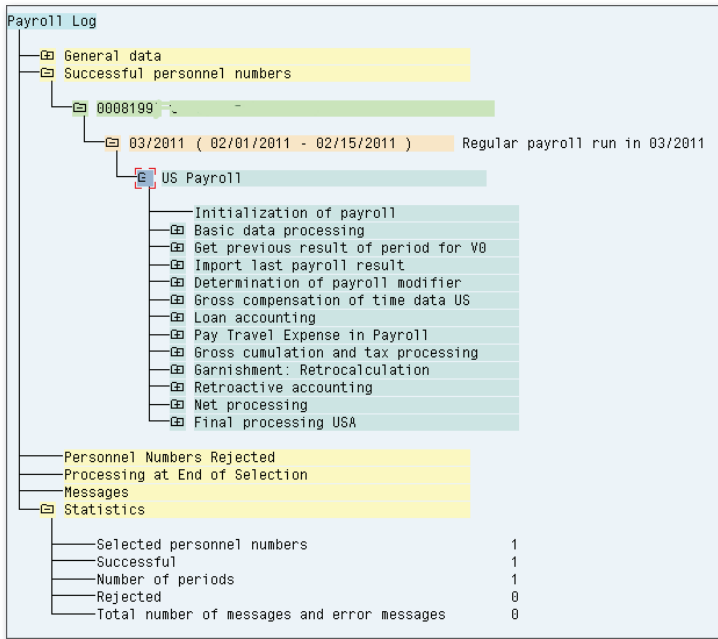 Payroll Log
General data
Successful personnel numbers
0008199
03/2011 ( 02/01/2011 - 02/15/2011 ) Regular payroll run in 03/2011
US Payroll
Initialization of payroll
Basic data processing
Get previous result of period for V0
Import last payroll result
Determination of payroll modifier
Gross compensation of time data US
Loan accounting
Pay Travel Expense in Payroll
Gross cumulation and tax processing
Garnishment: Retrocalculation
Retroactive accounting
Net processing
Final processing USA
Personnel Numbers Rejected
Processing at End of Selection
Messages
Statistics
Selected personnel numbers 1
Successful 1
Number of periods 1
Rejected 0
Total number of messages and error messages 0